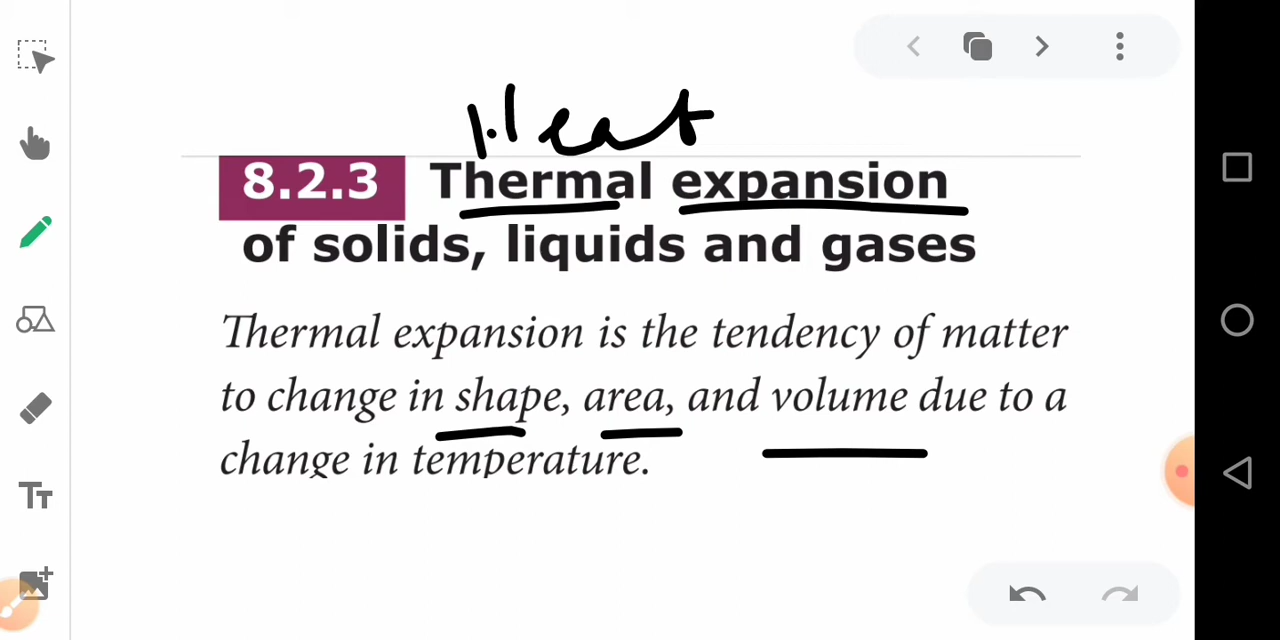 Heat
8.2.3 Thermal expansion
of solids, liquids and gases
Thermal expansion is the tendency of matter
to change in shape, area, and volume due to a
change in temperature.
TT